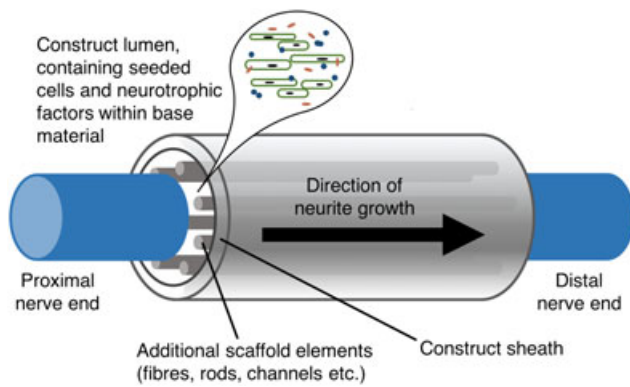 Construct lumen,
containing seeded
cells and neurotrophic
factors within base
material
Direction of
neurite growth
Proximal
nerve end
Distal
nerve end
Additional scaffold elements
(fibres, rods, channels etc.)
Construct sheath